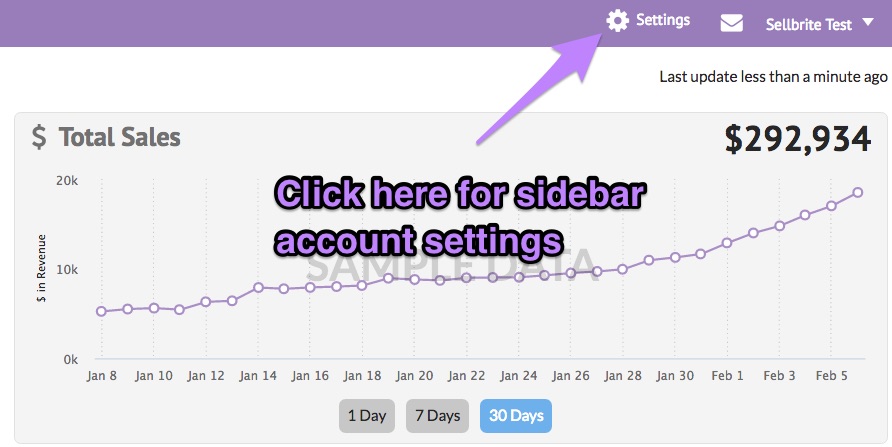 Settings
Sellbrite Test
Last update less than a minute ago
$ Total Sales
$292,934
Click here for sidebar
account settings
SAMPLE DATA
$ in Revenue
20k
10k
0k
Jan 8 Jan 10 Jan 12 Jan 14 Jan 16 Jan 18 Jan 20 Jan 22 Jan 24 Jan 26 Jan 28 Jan 30 Feb 1 Feb 3 Feb 5
1 Day 7 Days 30 Days